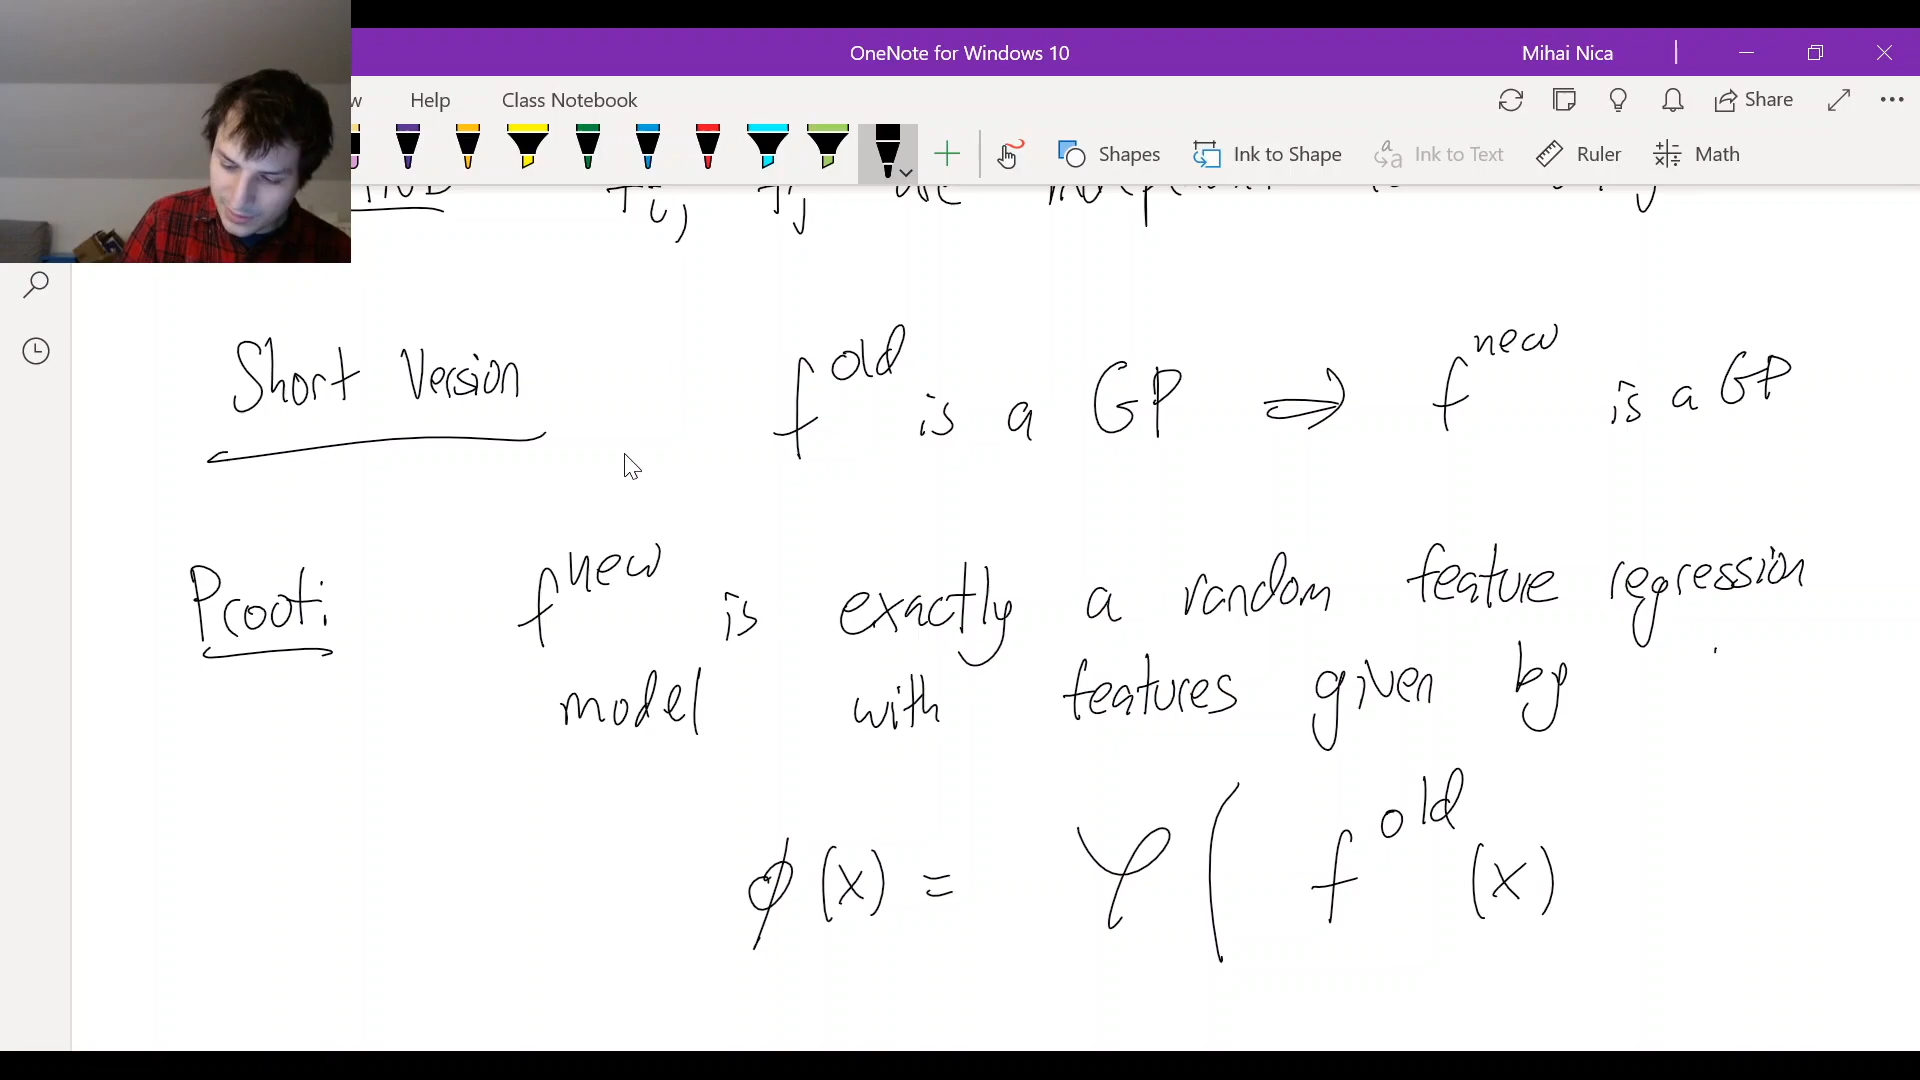 OneNote for Windows 10
Mihai Nica
Help Class Notebook
Share
Shapes Ink to Shape Ink to Text Ruler Math
Short Version f^old is a GP ⇒ f^new is a GP
Proof: f^new is exactly a random feature regression
model with features given by
ϕ(x) = φ( f^old(x)